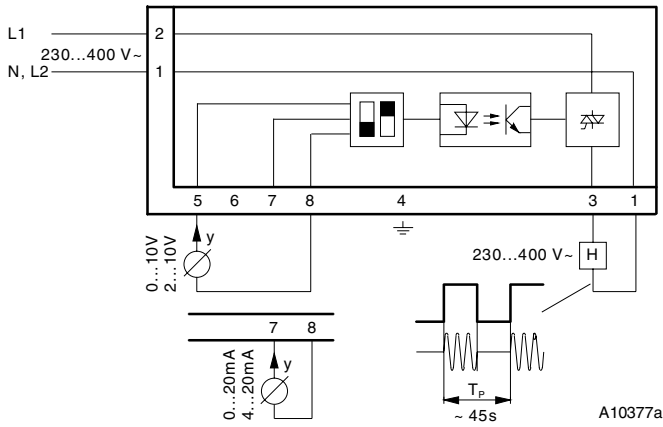 L1
2
230...400 V~
N, L2
1
5 6 7 8 4 3 1
y
0...10V
2...10V
230...400 V~ H
7 8
y
0...20mA
4...20mA
TP
~ 45s
A10377a